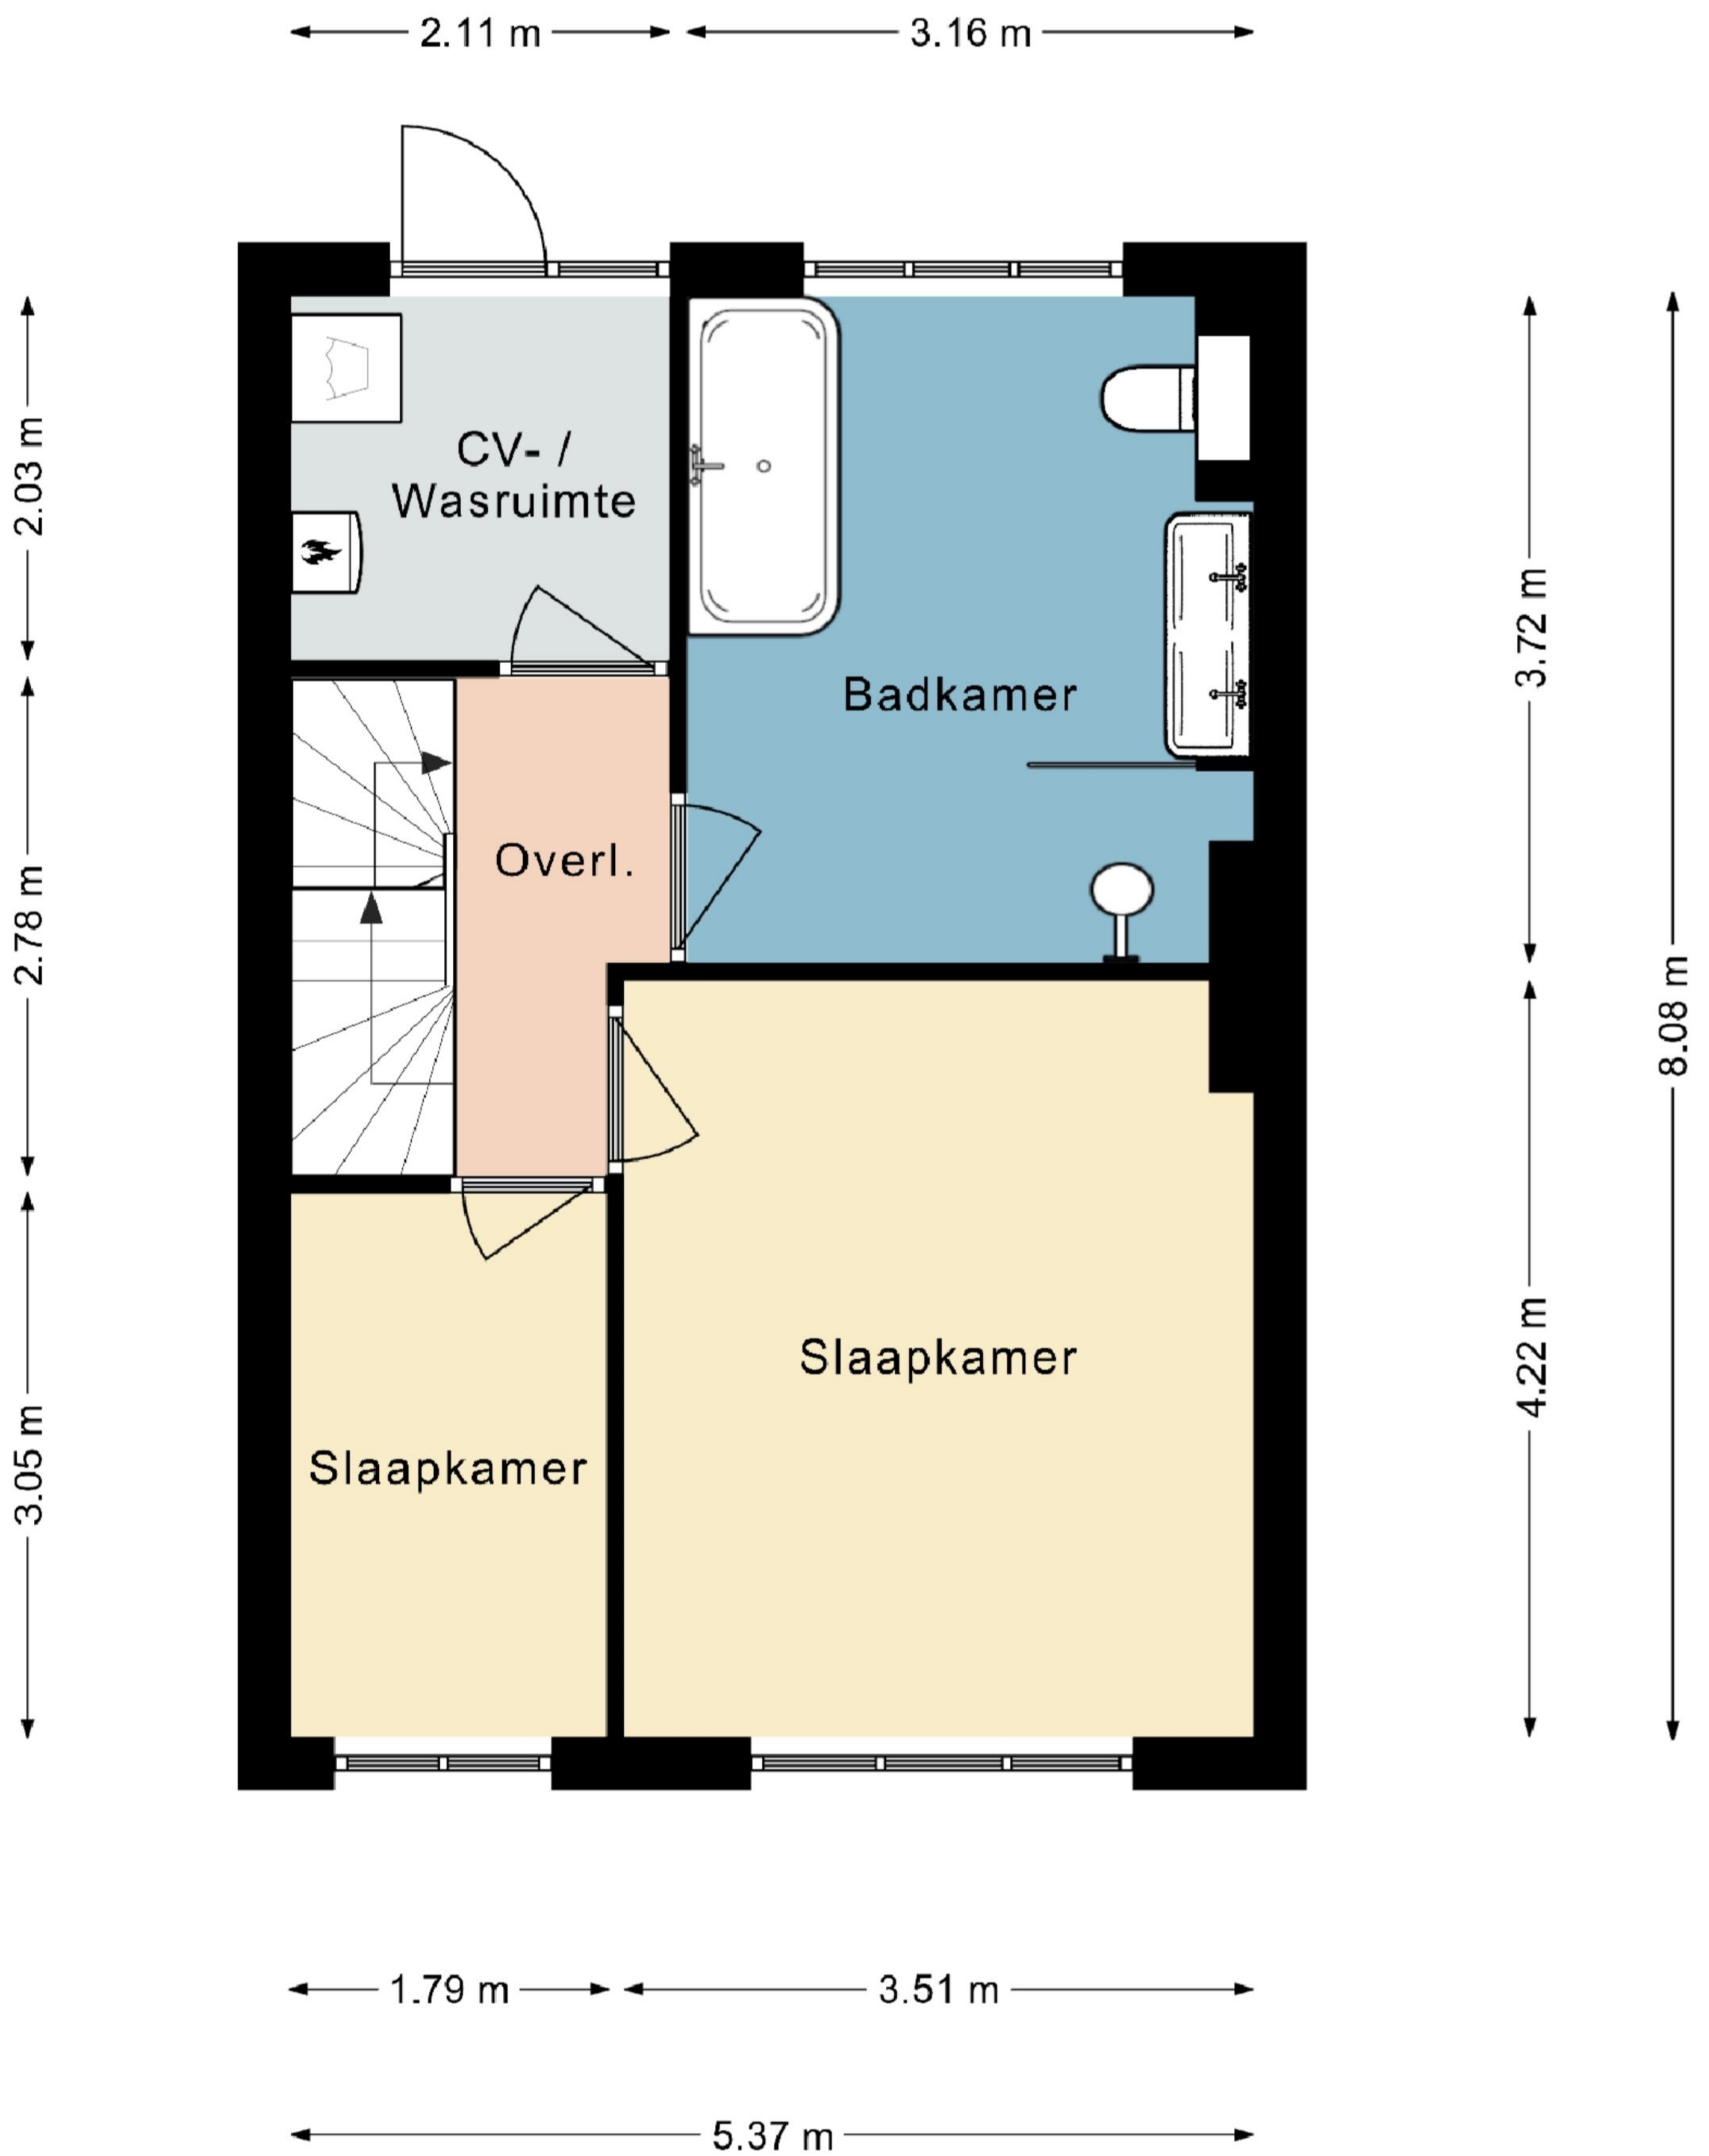 2.11 m
3.16 m
CV- /
Wasruimte
2.03 m
3.72 m
Badkamer
Overl.
2.78 m
8.08 m
Slaapkamer
4.22 m
Slaapkamer
3.05 m
1.79 m
3.51 m
5.37 m